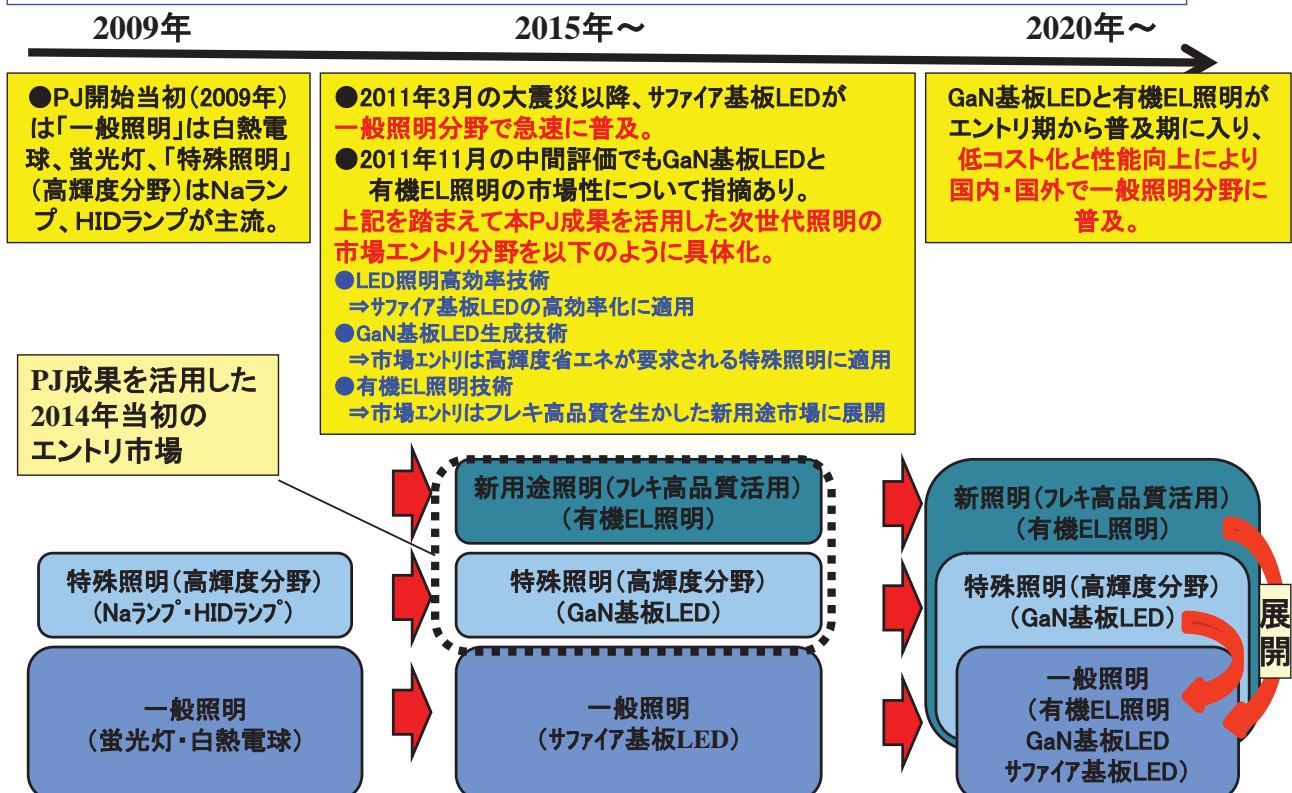 2009年
2015年～
2020年～
●PJ開始当初（2009年）
は「一般照明」は白熱電
球、蛍光灯、「特殊照明」
（高輝度分野）はNaラン
プ、HIDランプが主流。
●2011年3月の大震災以降、サファイア基板LEDが
一般照明分野で急速に普及。
●2011年11月の中間評価でもGaN基板LEDと
有機EL照明の市場性について指摘あり。
上記を踏まえて本PJ成果を活用した次世代照明の
市場エントリ分野を以下のように具体化。
●LED照明高効率技術
⇒サファイア基板LEDの高効率化に適用
●GaN基板LED生成技術
⇒市場エントリは高輝度省エネが要求される特殊照明に適用
●有機EL照明技術
⇒市場エントリはフレキ高品質を生かした新用途市場に展開
GaN基板LEDと有機EL照明が
エントリ期から普及期に入り、
低コスト化と性能向上により
国内・国外で一般照明分野に
普及。
PJ成果を活用した
2014年当初の
エントリ市場
特殊照明（高輝度分野）
（Naランプ・HIDランプ）
一般照明
（蛍光灯・白熱電球）
新用途照明（フレキ高品質活用）
（有機EL照明）
特殊照明（高輝度分野）
（GaN基板LED）
一般照明
（サファイア基板LED）
新照明（フレキ高品質活用）
（有機EL照明）
特殊照明（高輝度分野）
（GaN基板LED）
一般照明
（有機EL照明
GaN基板LED
サファイア基板LED）
展
開